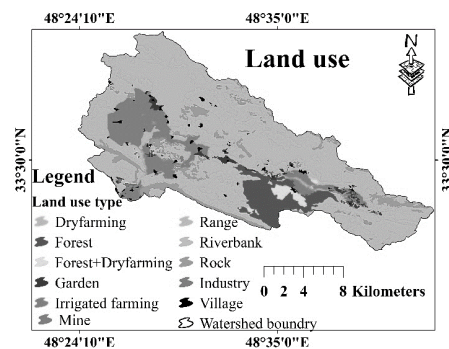 48°24'10"E 48°35'0"E
Land use
N
33°30'0"N
33°30'0"N
Legend
Land use type
Dryfarming
Forest
Forest+Dryfarming
Garden
Irrigated farming
Mine
Range
Riverbank
Rock
Industry
Village
Watershed boundry
0 2 4 8 Kilometers
48°24'10"E 48°35'0"E